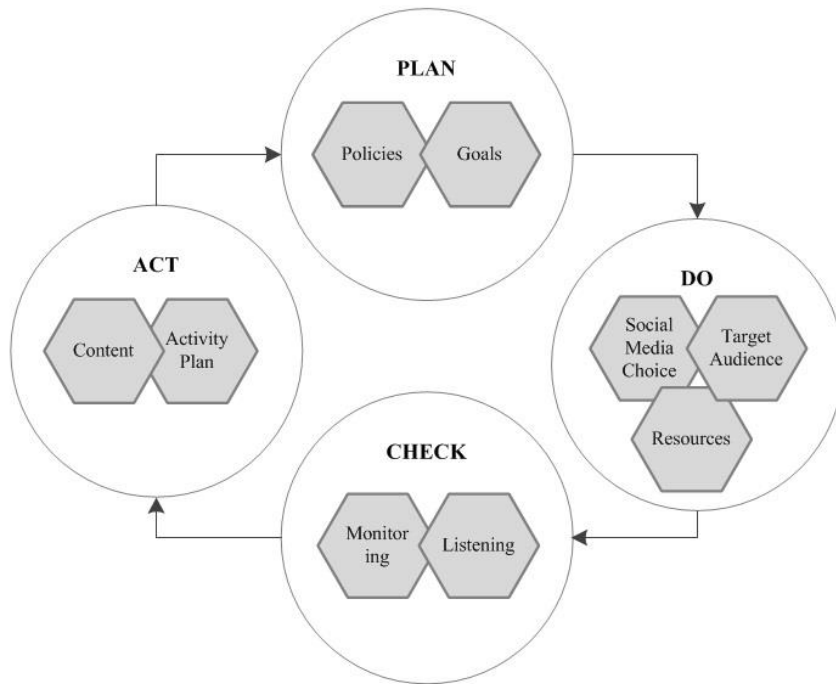 PLAN
Policies
Goals
ACT
Content
Activity
Plan
DO
Social
Media
Choice
Target
Audience
Resources
CHECK
Monitor
ing
Listening